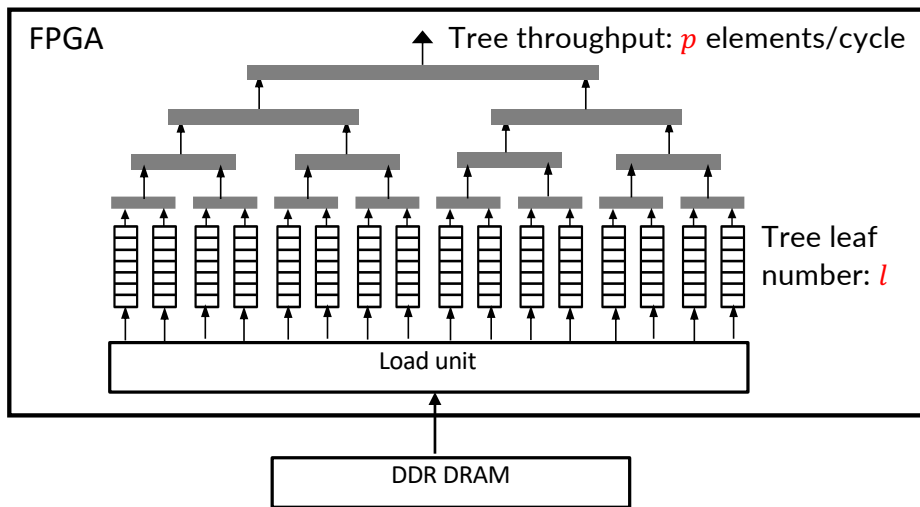 FPGA
Tree throughput: p elements/cycle
Tree leaf
number: l
Load unit
DDR DRAM